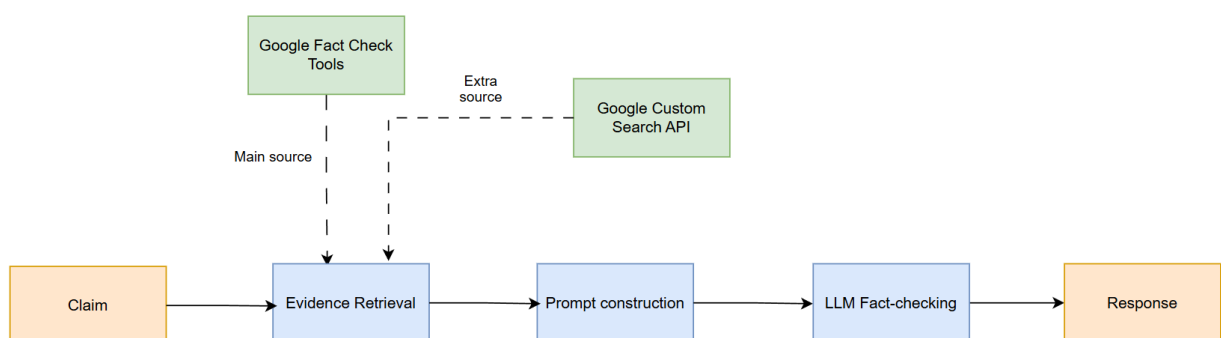 Google Fact Check
Tools
Extra
source
Google Custom
Search API
Main source
Claim
Evidence Retrieval
Prompt construction
LLM Fact-checking
Response